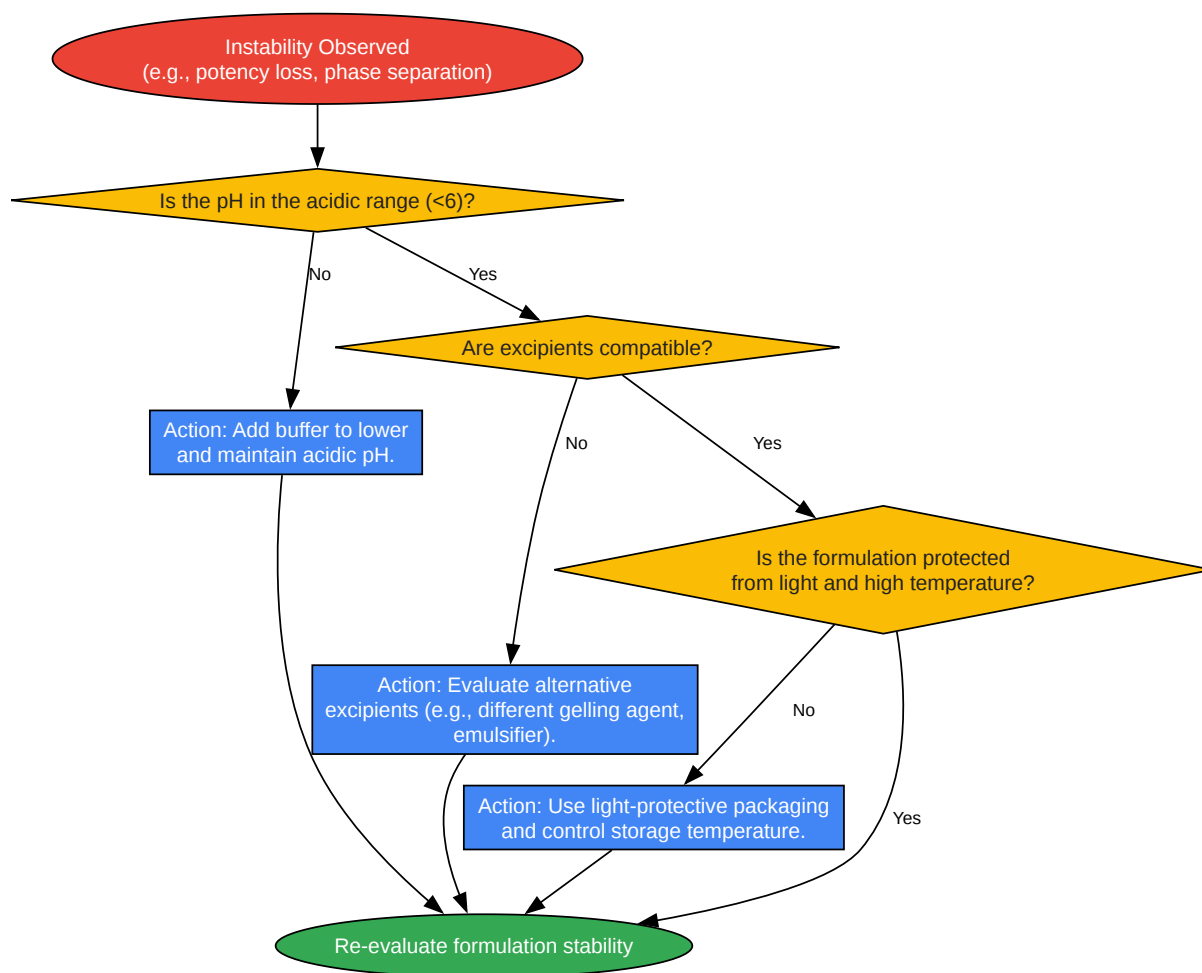 Instability Observed
(e.g., potency loss, phase separation)
Is the pH in the acidic range (<6)?
No
Yes
Are excipients compatible?
Action: Add buffer to lower
and maintain acidic pH.
No
Yes
Is the formulation protected
from light and high temperature?
Action: Evaluate alternative
excipients (e.g., different gelling agent,
emulsifier).
No
Action: Use light-protective packaging
and control storage temperature.
Yes
Re-evaluate formulation stability